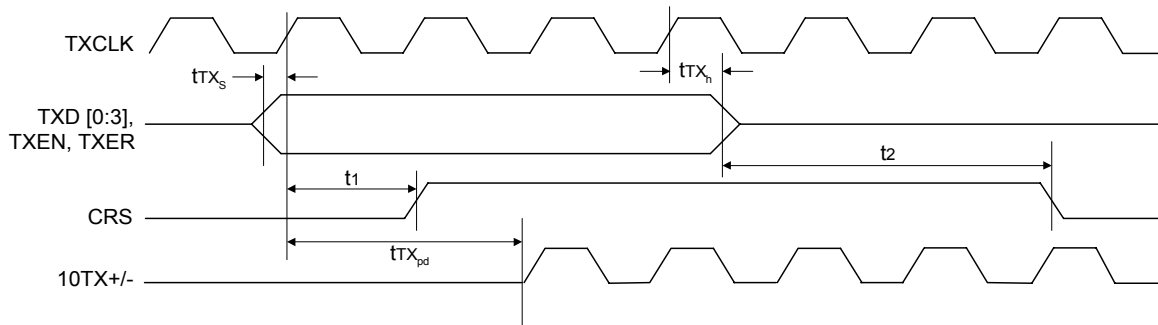 TXCLK
tTXS
tTXh
TXD [0:3],
TXEN, TXER
t2
t1
CRS
tTXpd
10TX+/-